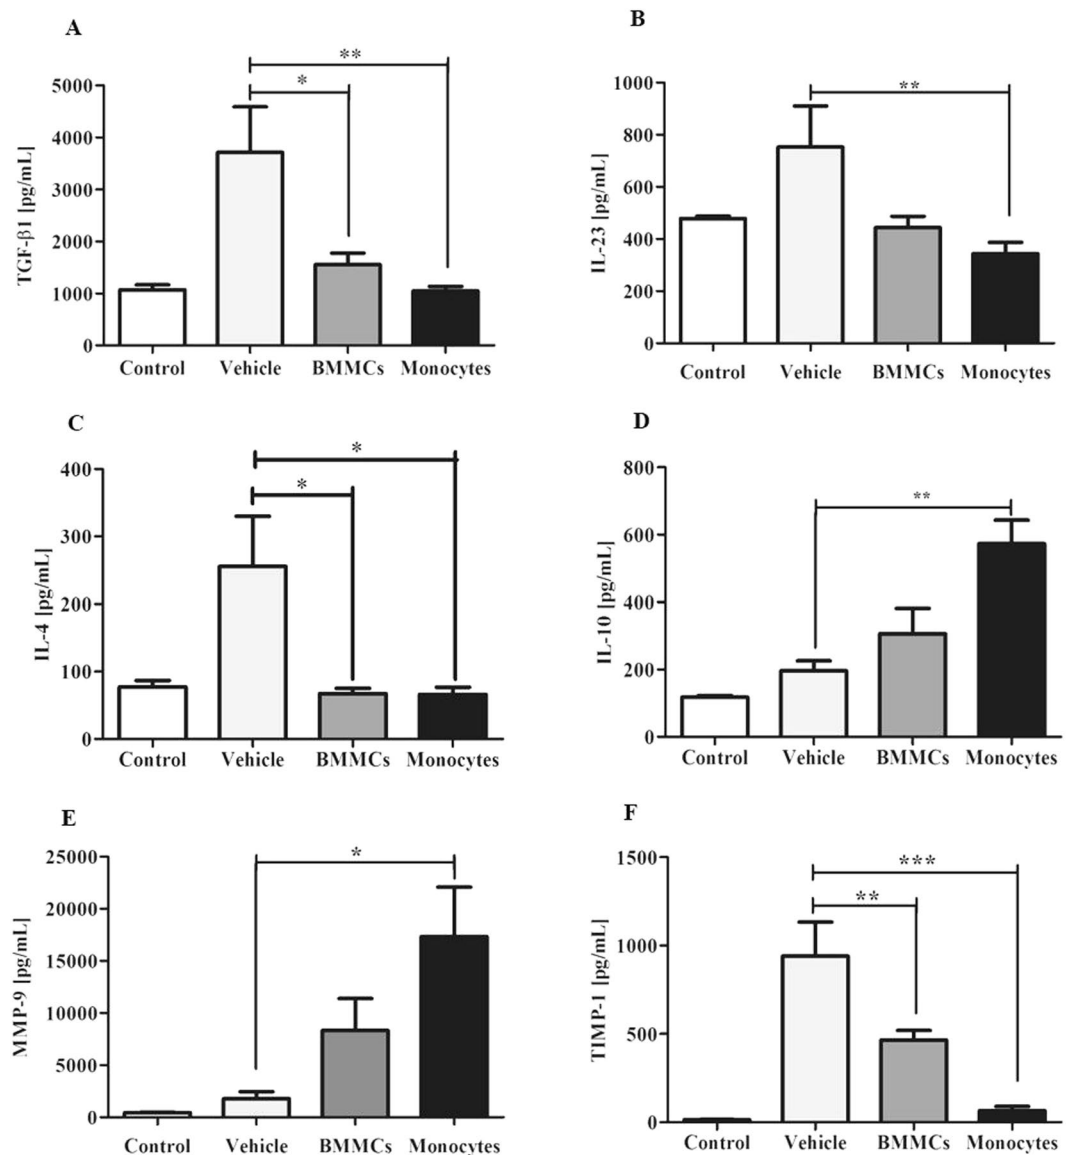 A
**
*
5000
4000
3000
2000
1000
0
TGF-β1 [pg/mL]
Control Vehicle BMMCs Monocytes
B
**
1000
800
600
400
200
0
IL-23 [pg/mL]
Control Vehicle BMMCs Monocytes
C
*
*
400
300
200
100
0
IL-4 [pg/mL]
Control Vehicle BMMCs Monocytes
D
**
800
600
400
200
0
IL-10 [pg/mL]
Control Vehicle BMMCs Monocytes
E
*
25000
20000
15000
10000
5000
0
MMP-9 [pg/mL]
Control Vehicle BMMCs Monocytes
F
***
**
1500
1000
500
0
TIMP-1 [pg/mL]
Control Vehicle BMMCs Monocytes